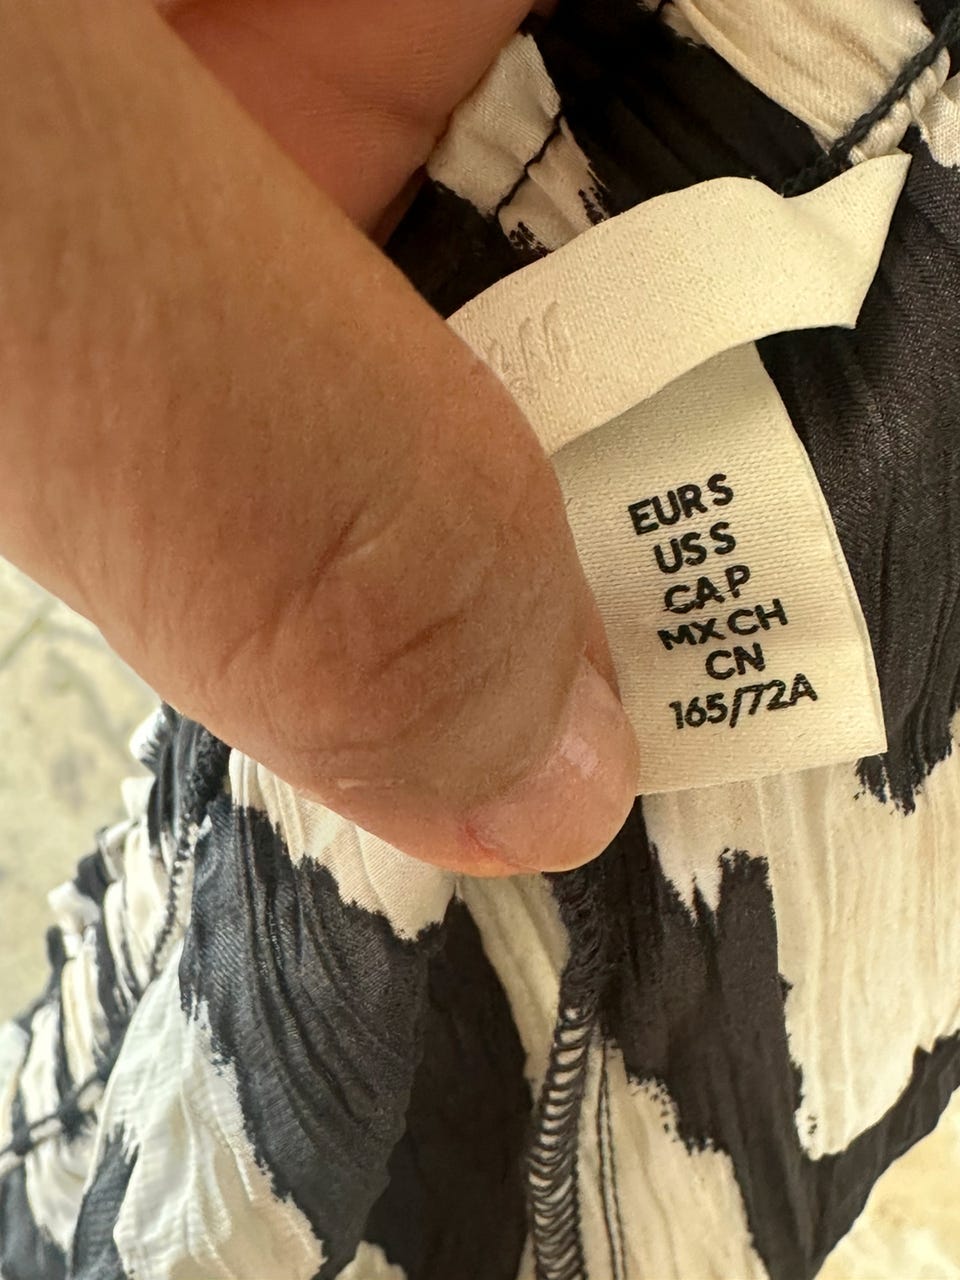 EUR S
US S
CA P
MX CH
CN
165/72A